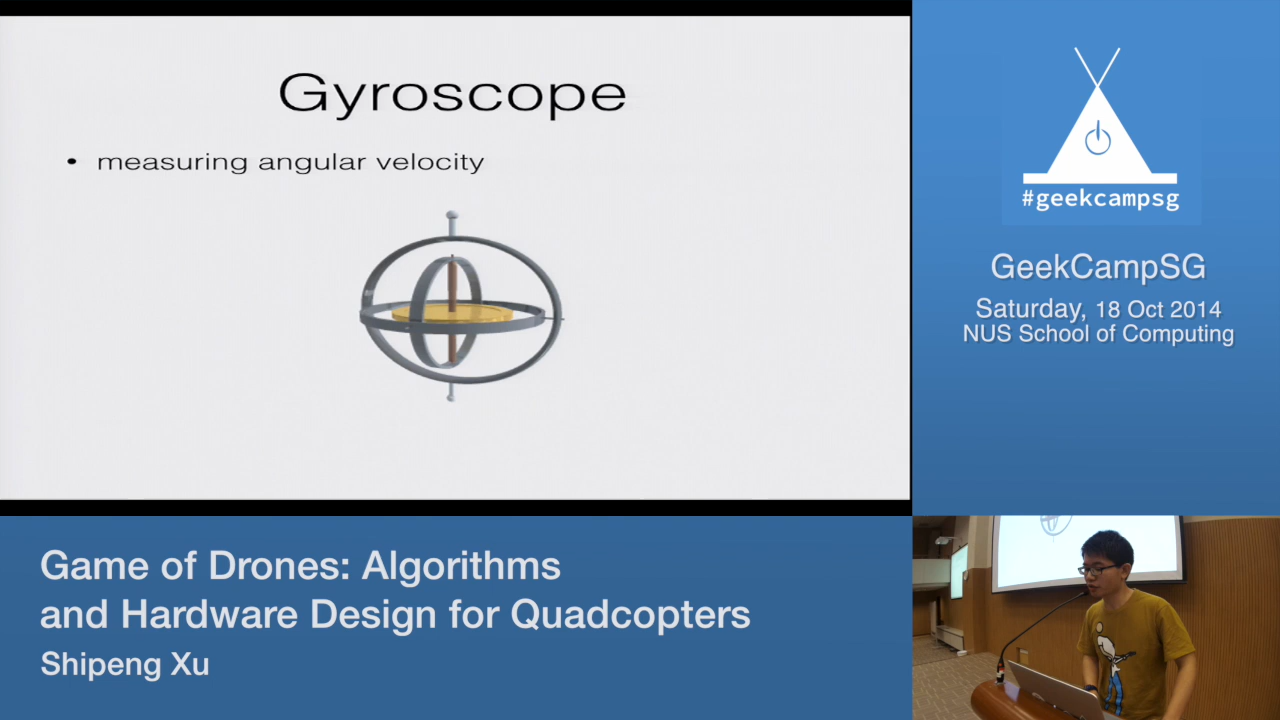 Gyroscope
• measuring angular velocity
#geekcampsg
GeekCampSG
Saturday, 18 Oct 2014
NUS School of Computing
Game of Drones: Algorithms
and Hardware Design for Quadcopters
Shipeng Xu